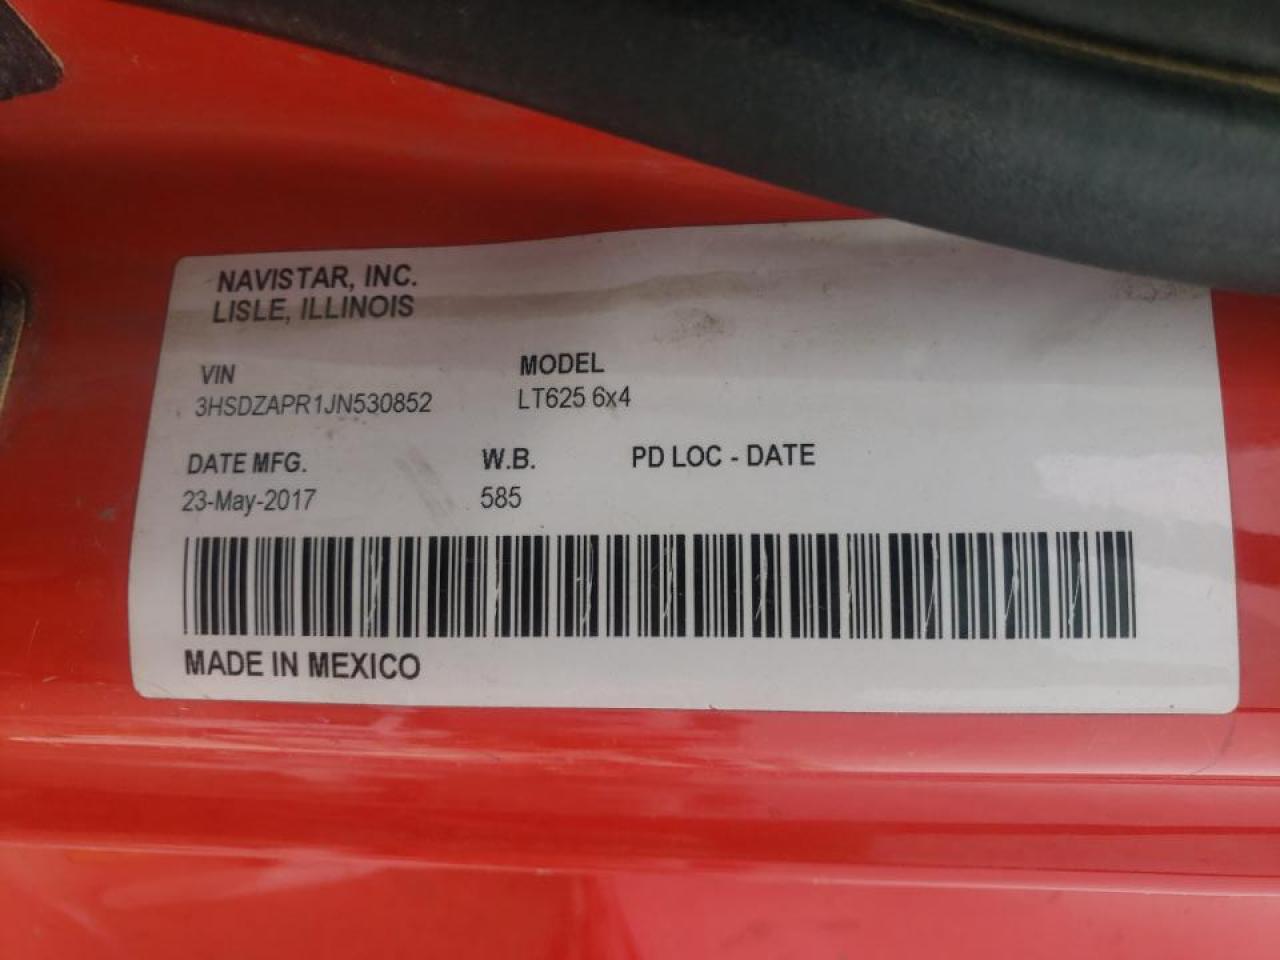 NAVISTAR, INC.
LISLE, ILLINOIS
VIN MODEL
3HSDZAPR1JN530852 LT625 6x4
DATE MFG. W.B. PD LOC - DATE
23-May-2017 585
MADE IN MEXICO